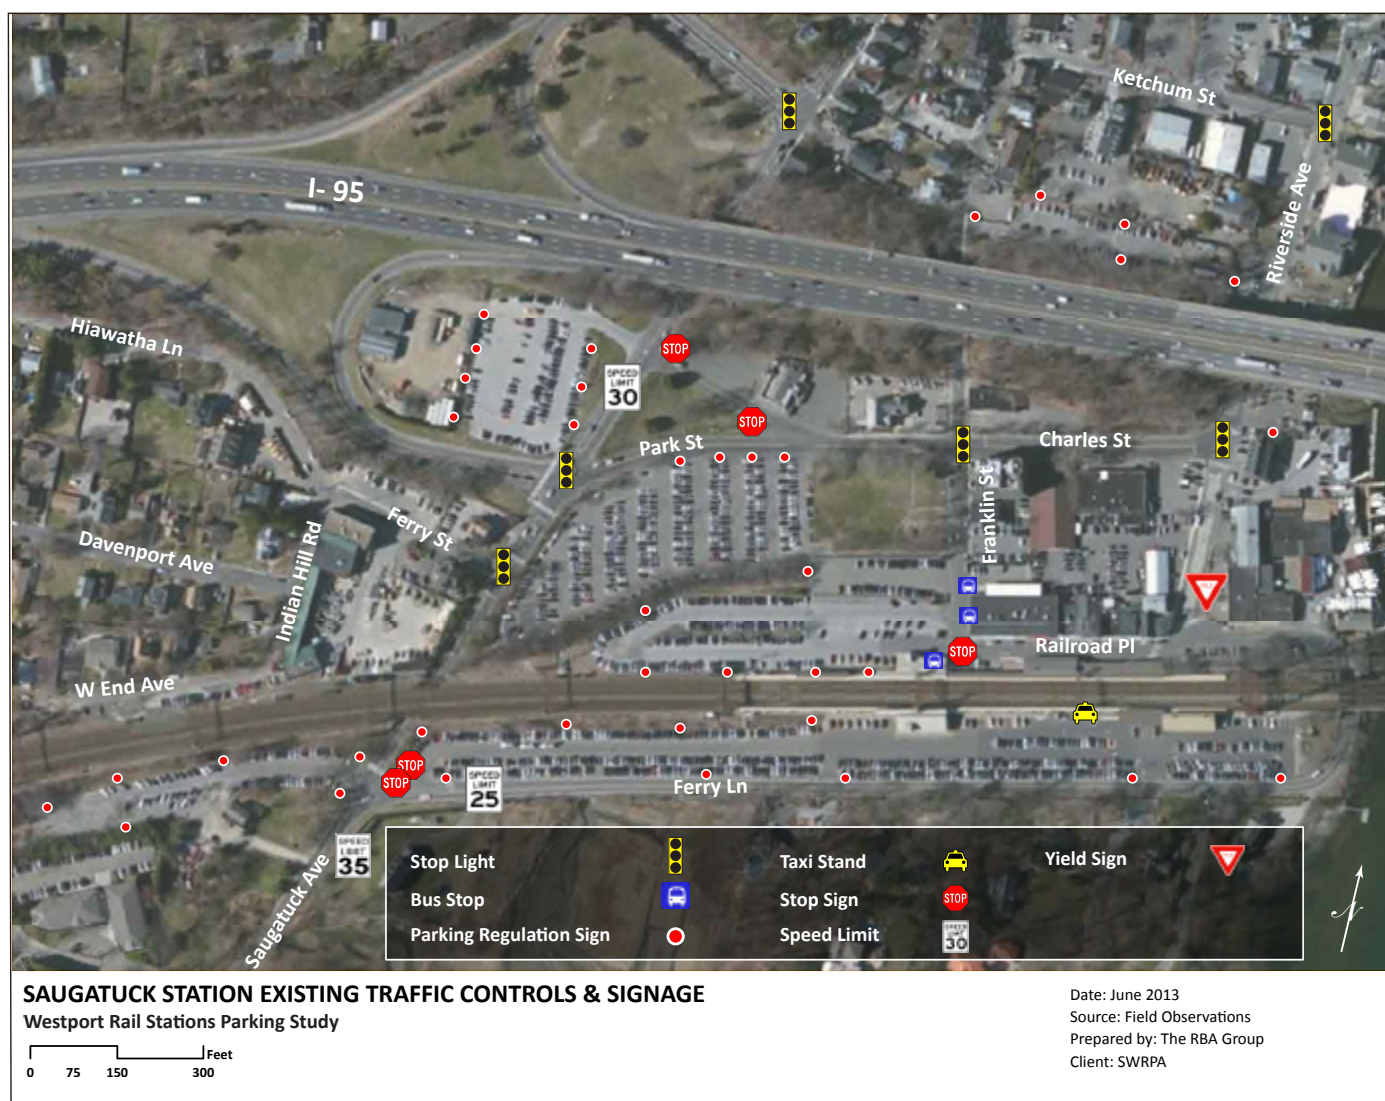 Ketchum St
Riverside Ave
I- 95
Hiawatha Ln
STOP
SPEED
LIMIT
30
STOP
Park St
Charles St
Franklin St
Ferry St
Davenport Ave
Indian Hill Rd
STOP
Railroad Pl
W End Ave
STOP
STOP
SPEED
LIMIT
25
Ferry Ln
SPEED
LIMIT
35
Saugatuck Ave
Stop Light
Taxi Stand
Yield Sign
Bus Stop
Stop Sign
STOP
Parking Regulation Sign
Speed Limit
SPEED
LIMIT
30
SAUGATUCK STATION EXISTING TRAFFIC CONTROLS & SIGNAGE
Westport Rail Stations Parking Study
Feet
0 75 150 300
Date: June 2013
Source: Field Observations
Prepared by: The RBA Group
Client: SWRPA